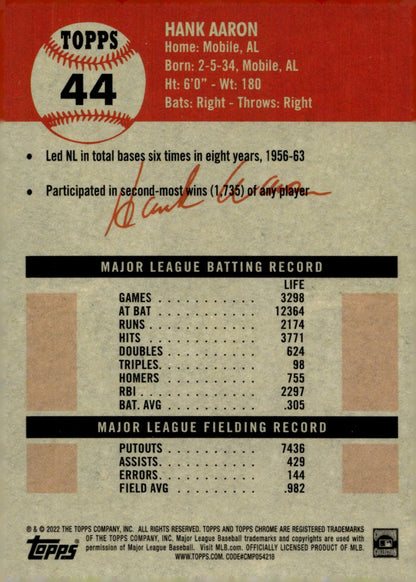 TOPPS
44
HANK AARON
Home: Mobile, AL
Born: 2-5-34, Mobile, AL
Ht: 6'0" - Wt: 180
Bats: Right - Throws: Right
• Led NL in total bases six times in eight years, 1956-63
• Participated in second-most wins (1,735) of any player
Hank Aaron
MAJOR LEAGUE BATTING RECORD
LIFE
GAMES . . . . . . . . . . . 3298
AT BAT . . . . . . . . . . . 12364
RUNS . . . . . . . . . . . 2174
HITS . . . . . . . . . . . 3771
DOUBLES . . . . . . . . . . . 624
TRIPLES. . . . . . . . . . . 98
HOMERS . . . . . . . . . . . 755
RBI . . . . . . . . . . . 2297
BAT. AVG . . . . . . . . . . . .305
MAJOR LEAGUE FIELDING RECORD
PUTOUTS . . . . . . . . . . . 7436
ASSISTS. . . . . . . . . . . 429
ERRORS. . . . . . . . . . . 144
FIELD AVG . . . . . . . . . . . .982
® & © 2022 THE TOPPS COMPANY, INC. ALL RIGHTS RESERVED. TOPPS AND TOPPS CHROME ARE REGISTERED TRADEMARKS
OF THE TOPPS COMPANY, INC. Major League Baseball trademarks and copyrights are used with
permission of Major League Baseball. Visit MLB.com. OFFICIALLY LICENSED PRODUCT OF MLB.
WWW.TOPPS.COM. CODE#CMP054218
Topps
COOPERSTOWN
COLLECTION